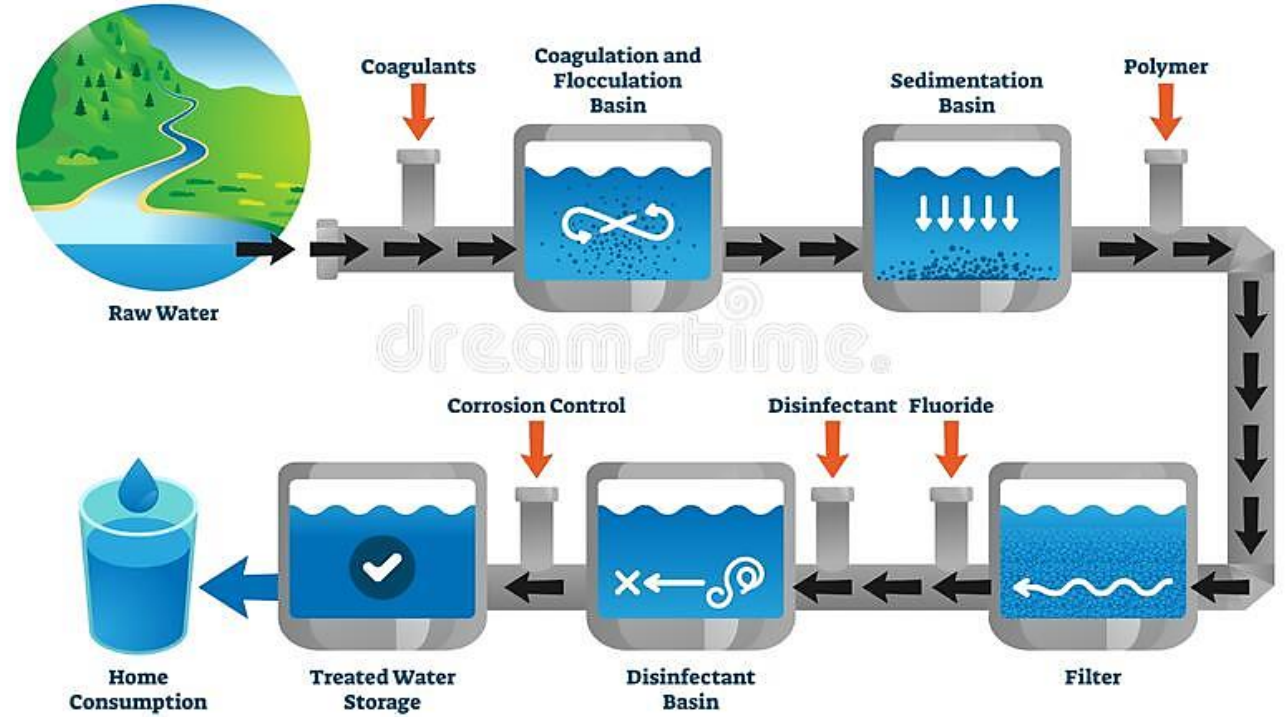 Coagulants
Coagulation and
Flocculation
Basin
Sedimentation
Basin
Polymer
Raw Water
dreamstime.
Corrosion Control
Disinfectant
Fluoride
Home
Consumption
Treated Water
Storage
Disinfectant
Basin
Filter